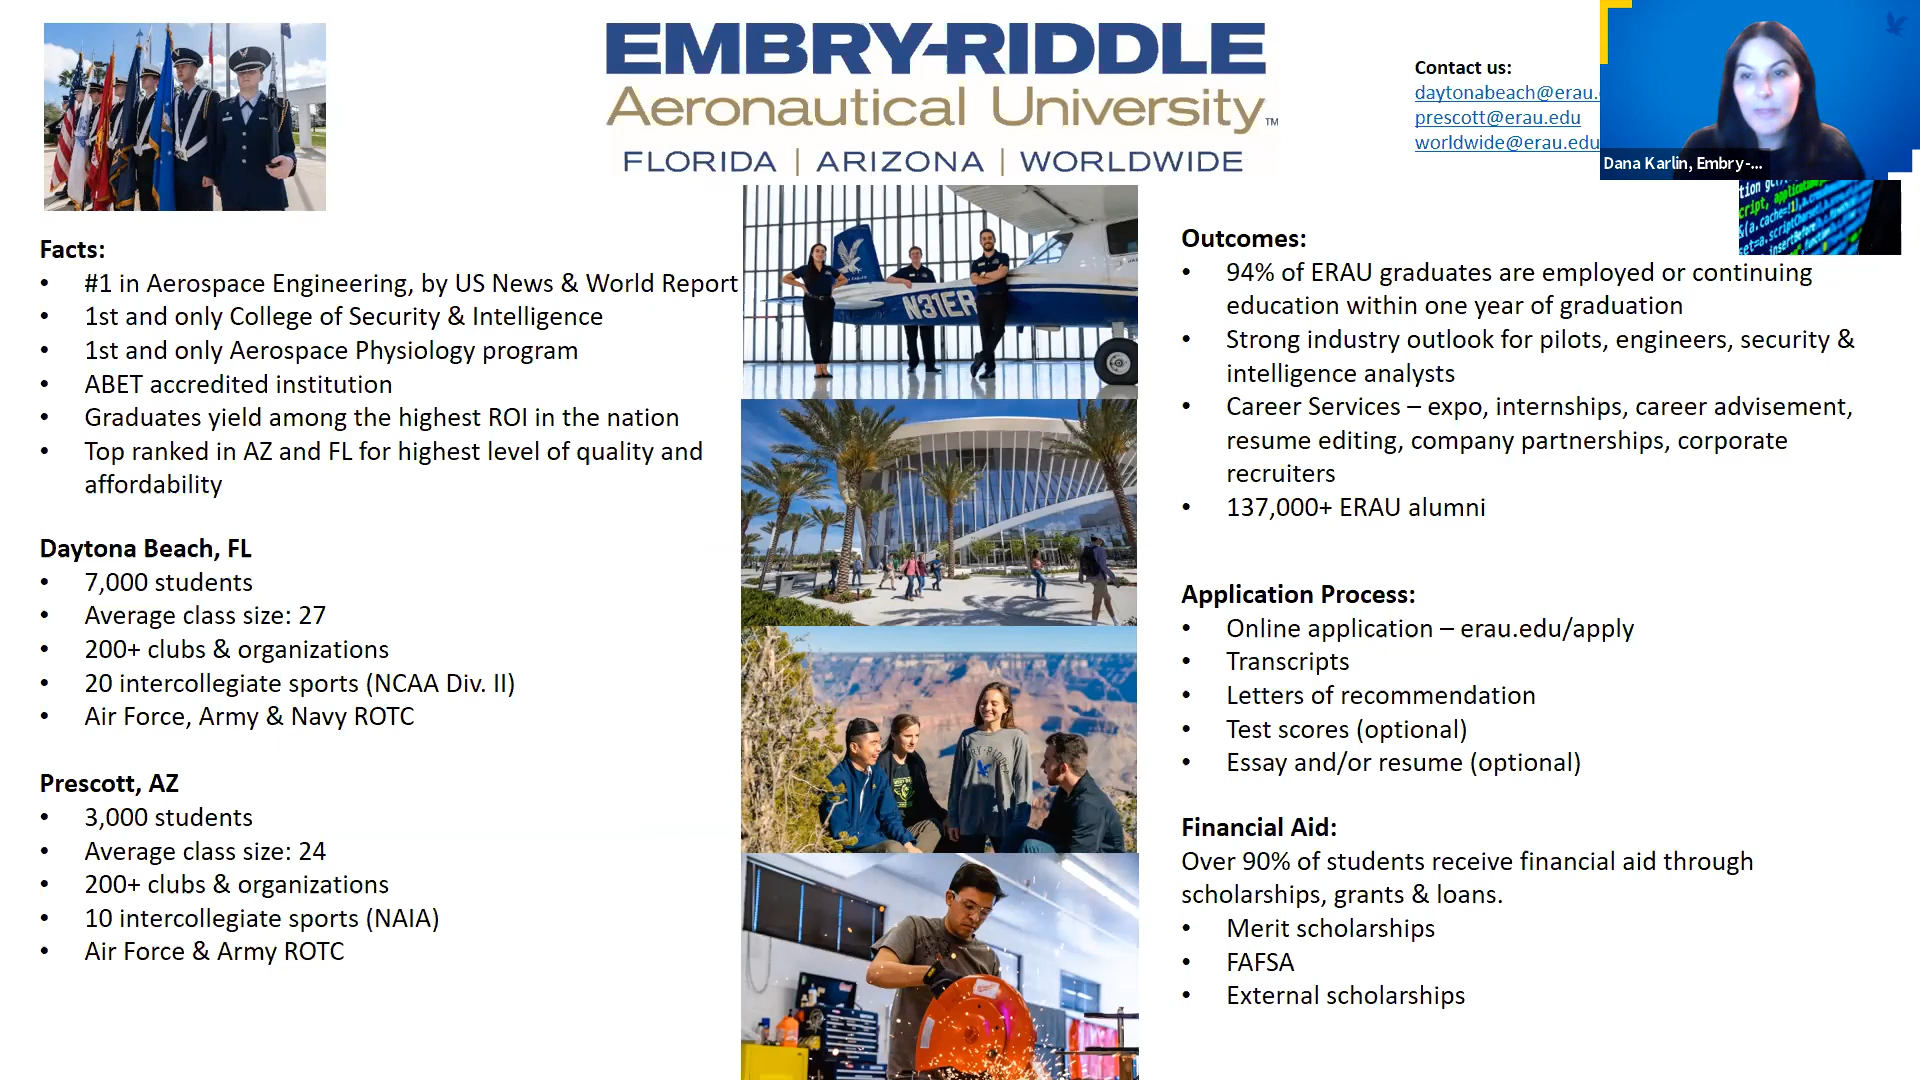 EMBRY-RIDDLE
Aeronautical University™
FLORIDA | ARIZONA | WORLDWIDE
Contact us:
daytonabeach@erau.
prescott@erau.edu
worldwide@erau.edu
Dana Karlin, Embry-...
Facts:
• #1 in Aerospace Engineering, by US News & World Report
• 1st and only College of Security & Intelligence
• 1st and only Aerospace Physiology program
• ABET accredited institution
• Graduates yield among the highest ROI in the nation
• Top ranked in AZ and FL for highest level of quality and
affordability
Daytona Beach, FL
• 7,000 students
• Average class size: 27
• 200+ clubs & organizations
• 20 intercollegiate sports (NCAA Div. II)
• Air Force, Army & Navy ROTC
Prescott, AZ
• 3,000 students
• Average class size: 24
• 200+ clubs & organizations
• 10 intercollegiate sports (NAIA)
• Air Force & Army ROTC
N31ER
Outcomes:
• 94% of ERAU graduates are employed or continuing
education within one year of graduation
• Strong industry outlook for pilots, engineers, security &
intelligence analysts
• Career Services – expo, internships, career advisement,
resume editing, company partnerships, corporate
recruiters
• 137,000+ ERAU alumni
Application Process:
• Online application – erau.edu/apply
• Transcripts
• Letters of recommendation
• Test scores (optional)
• Essay and/or resume (optional)
Financial Aid:
Over 90% of students receive financial aid through
scholarships, grants & loans.
• Merit scholarships
• FAFSA
• External scholarships